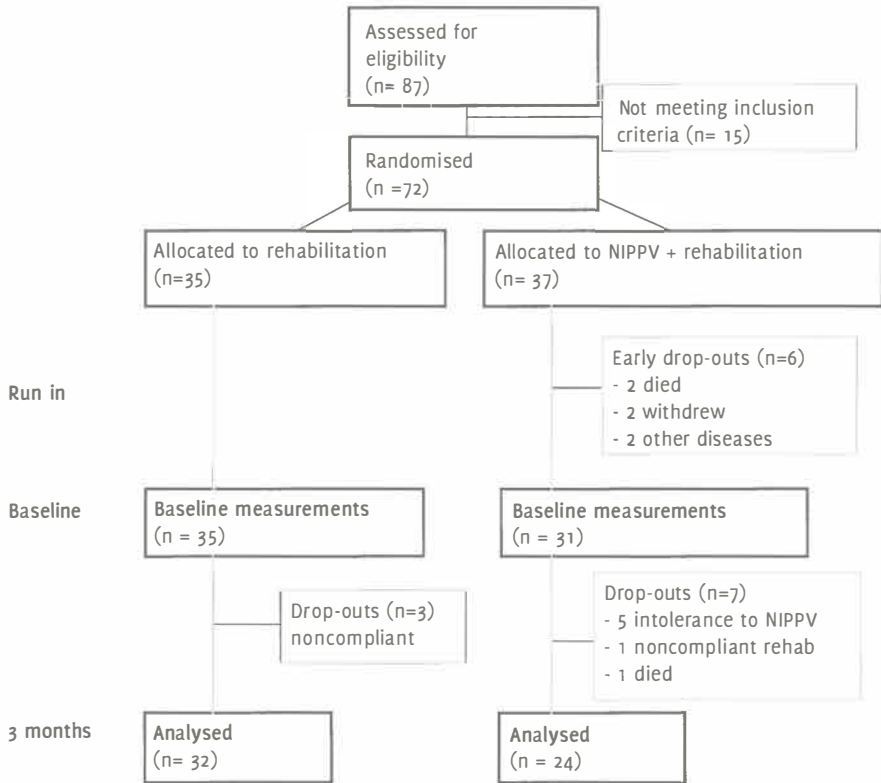 Assessed for
eligibility
(n= 87)
Not meeting inclusion
criteria (n= 15)
Randomised
(n =72)
Allocated to rehabilitation
(n=35)
Allocated to NIPPV + rehabilitation
(n= 37)
Run in
Early drop-outs (n=6)
- 2 died
- 2 withdrew
- 2 other diseases
Baseline
Baseline measurements
(n = 35)
Baseline measurements
(n = 31)
Drop-outs (n=3)
noncompliant
Drop-outs (n=7)
- 5 intolerance to NIPPV
- 1 noncompliant rehab
- 1 died
3 months
Analysed
(n= 32)
Analysed
(n = 24)